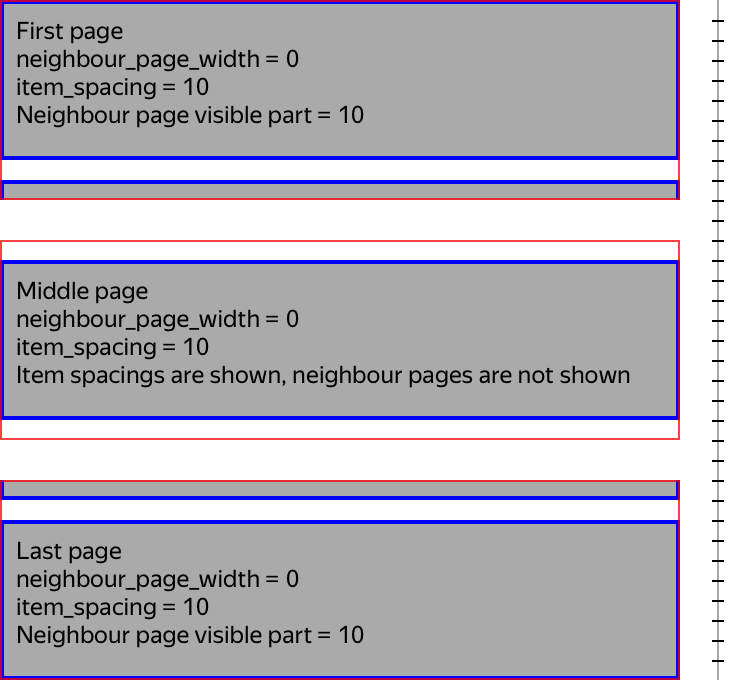 First page
neighbour_page_width = 0
item_spacing = 10
Neighbour page visible part = 10
Middle page
neighbour_page_width = 0
item_spacing = 10
Item spacings are shown, neighbour pages are not shown
Last page
neighbour_page_width = 0
item_spacing = 10
Neighbour page visible part = 10